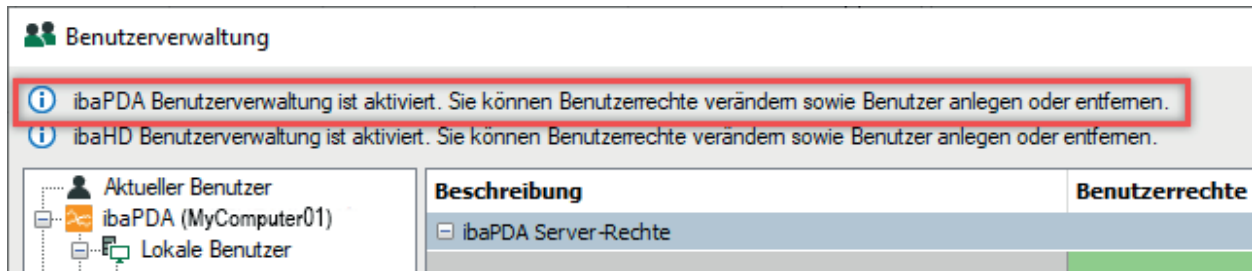 Benutzerverwaltung
ibaPDA Benutzerverwaltung ist aktiviert. Sie können Benutzerrechte verändern sowie Benutzer anlegen oder entfernen.
ibaHD Benutzerverwaltung ist aktiviert. Sie können Benutzerrechte verändern sowie Benutzer anlegen oder entfernen.
Aktueller Benutzer
ibaPDA (MyComputer01)
Lokale Benutzer
Beschreibung Benutzerrechte
ibaPDA Server-Rechte